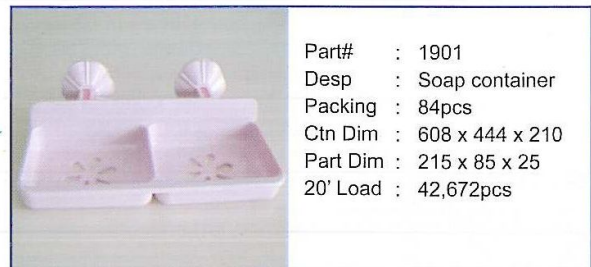 Part# : 1901
Desp : Soap container
Packing : 84pcs
Ctn Dim : 608 x 444 x 210
Part Dim : 215 x 85 x 25
20' Load : 42,672pcs